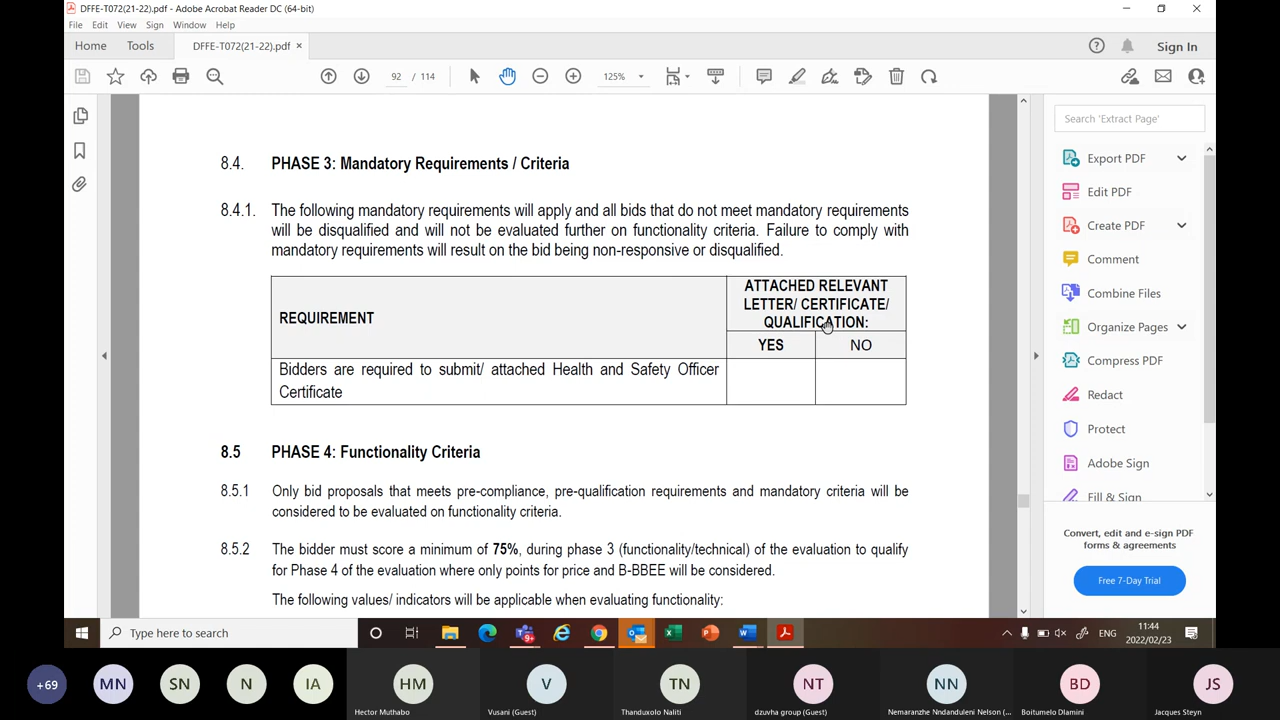 DFFE-T072(21-22).pdf - Adobe Acrobat Reader DC (64-bit)
File Edit View Sign Window Help
Home Tools DFFE-T072(21-22).pdf × Sign In
92 / 114 125%
Search 'Extract Page'
Export PDF
Edit PDF
Create PDF
Comment
Combine Files
Organize Pages
Compress PDF
Redact
Protect
Adobe Sign
Fill & Sign
Convert, edit and e-sign PDF
forms & agreements
Free 7-Day Trial
8.4. PHASE 3: Mandatory Requirements / Criteria
8.4.1. The following mandatory requirements will apply and all bids that do not meet mandatory requirements
will be disqualified and will not be evaluated further on functionality criteria. Failure to comply with
mandatory requirements will result on the bid being non-responsive or disqualified.
REQUIREMENT
ATTACHED RELEVANT
LETTER/ CERTIFICATE/
QUALIFICATION:
YES NO
Bidders are required to submit/ attached Health and Safety Officer
Certificate
8.5 PHASE 4: Functionality Criteria
8.5.1 Only bid proposals that meets pre-compliance, pre-qualification requirements and mandatory criteria will be
considered to be evaluated on functionality criteria.
8.5.2 The bidder must score a minimum of 75%, during phase 3 (functionality/technical) of the evaluation to qualify
for Phase 4 of the evaluation where only points for price and B-BBEE will be considered.
The following values/ indicators will be applicable when evaluating functionality:
Type here to search
ENG
11:44
2022/02/23
+69 MN SN N IA HM V TN NT NN BD JS
Hector Muthabo Vusani (Guest) Thanduxolo Naliti dzuvha group (Guest) Nemaranzhe Ndanduleni Nelson (... Boitumelo Dlamini Jacques Steyn